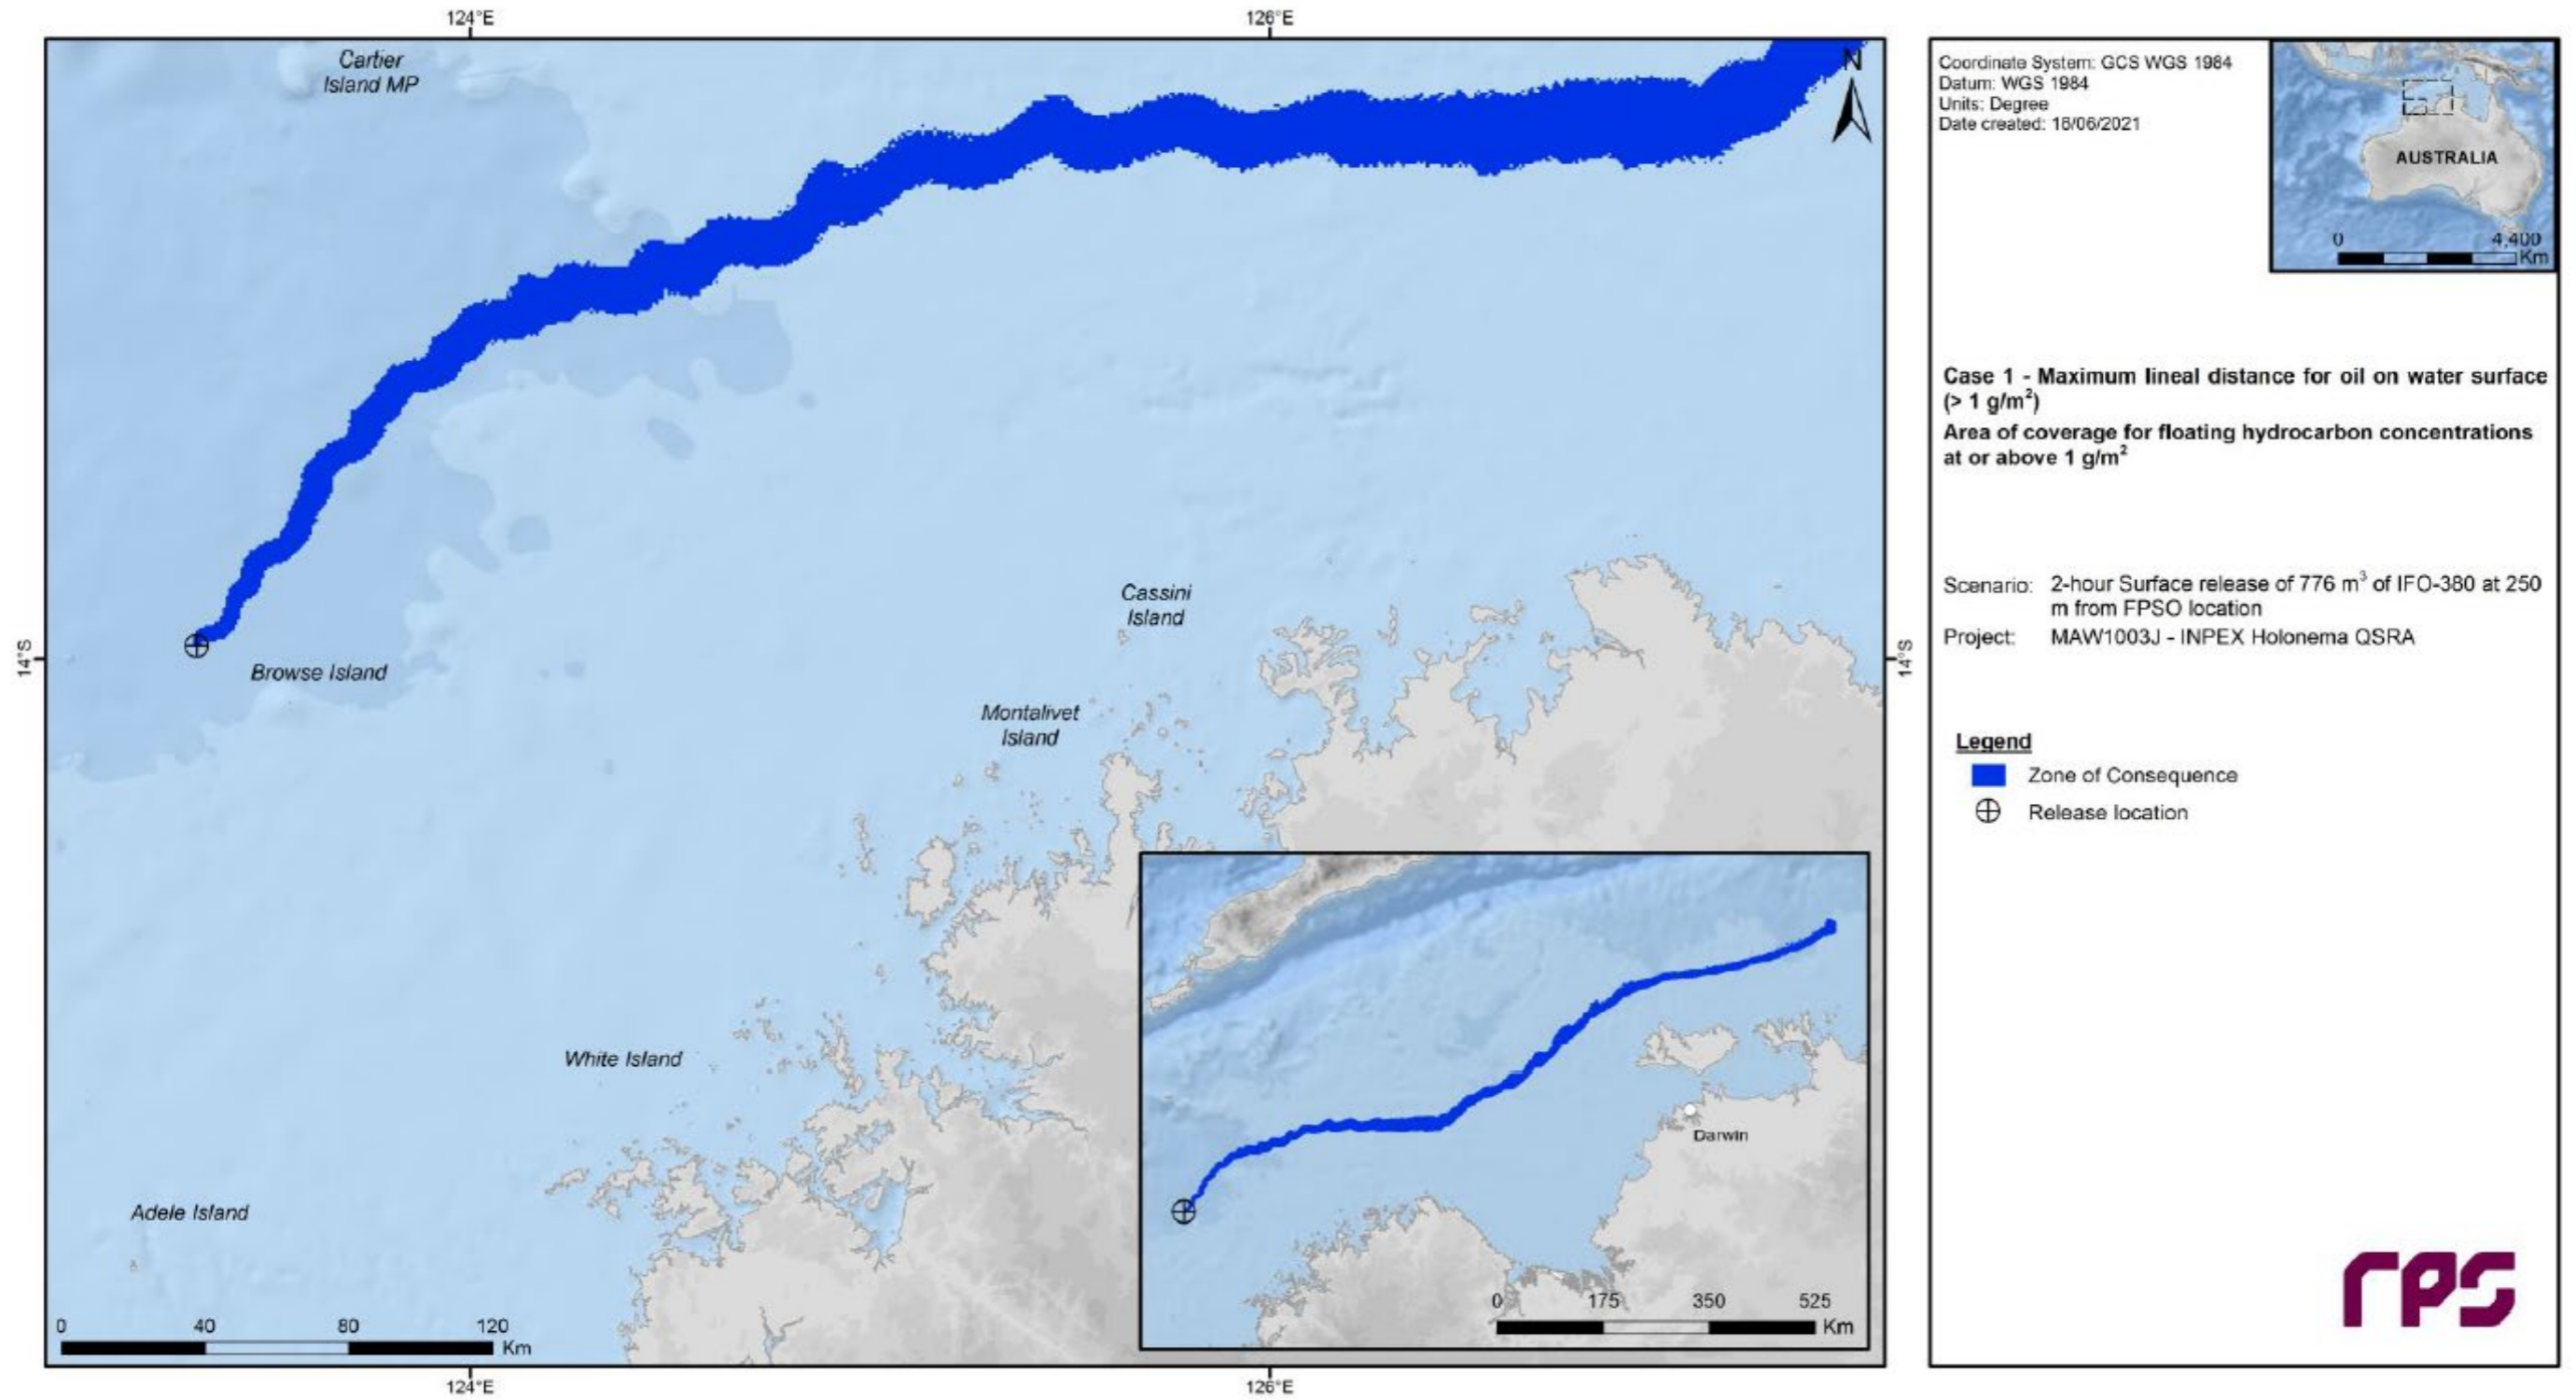 124°E
126°E
Cartier
Island MP
N
14°S
14°S
Browse Island
Cassini
Island
Montalivet
Island
White Island
Adele Island
0 40 80 120
Km
Darwin
0 175 350 525
Km
124°E
126°E
Coordinate System: GCS WGS 1984
Datum: WGS 1984
Units: Degree
Date created: 18/06/2021
AUSTRALIA
0 4,400
Km
Case 1 - Maximum lineal distance for oil on water surface
(> 1 g/m²)
Area of coverage for floating hydrocarbon concentrations
at or above 1 g/m²
Scenario: 2-hour Surface release of 776 m³ of IFO-380 at 250
m from FPSO location
Project: MAW1003J - INPEX Holonema QSRA
Legend
Zone of Consequence
Release location
rps